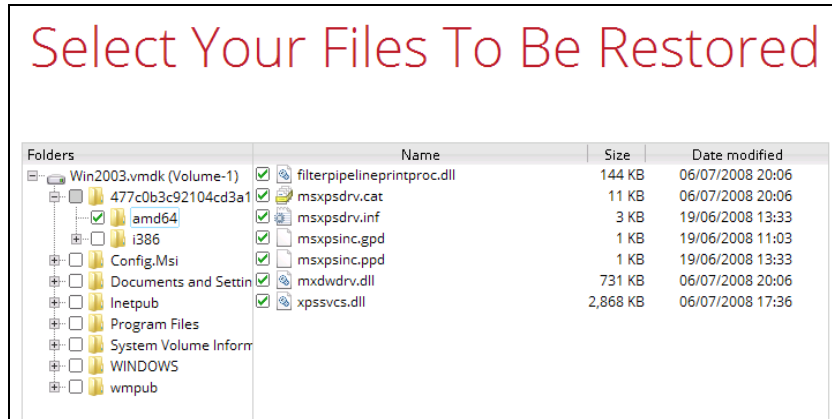 Select Your Files To Be Restored
Folders Name Size Date modified
Win2003.vmdk (Volume-1) filterpipelineprintproc.dll 144 KB 06/07/2008 20:06
477c0b3c92104cd3a1 msxpsdrv.cat 11 KB 06/07/2008 20:06
amd64 msxpsdrv.inf 3 KB 19/06/2008 13:33
i386 msxpsinc.gpd 1 KB 19/06/2008 11:03
Config.Msi msxpsinc.ppd 1 KB 19/06/2008 13:33
Documents and Settin mxdwdrv.dll 731 KB 06/07/2008 20:06
Inetpub xpssvcs.dll 2,868 KB 06/07/2008 17:36
Program Files
System Volume Inform
WINDOWS
wmpub